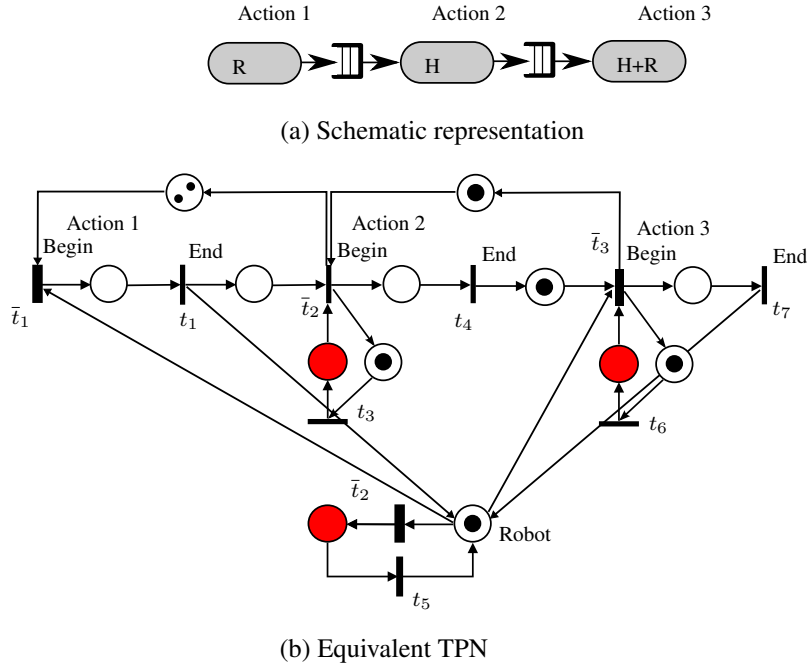 Action 1 Action 2 Action 3
R H H+R
(a) Schematic representation
Action 1 Action 2 Action 3
Begin End Begin End t̄₃ Begin End
t̄₁ t₁ t̄₂ t₄ t₇
t₃ t₆
t̄₂
Robot
t₅
(b) Equivalent TPN